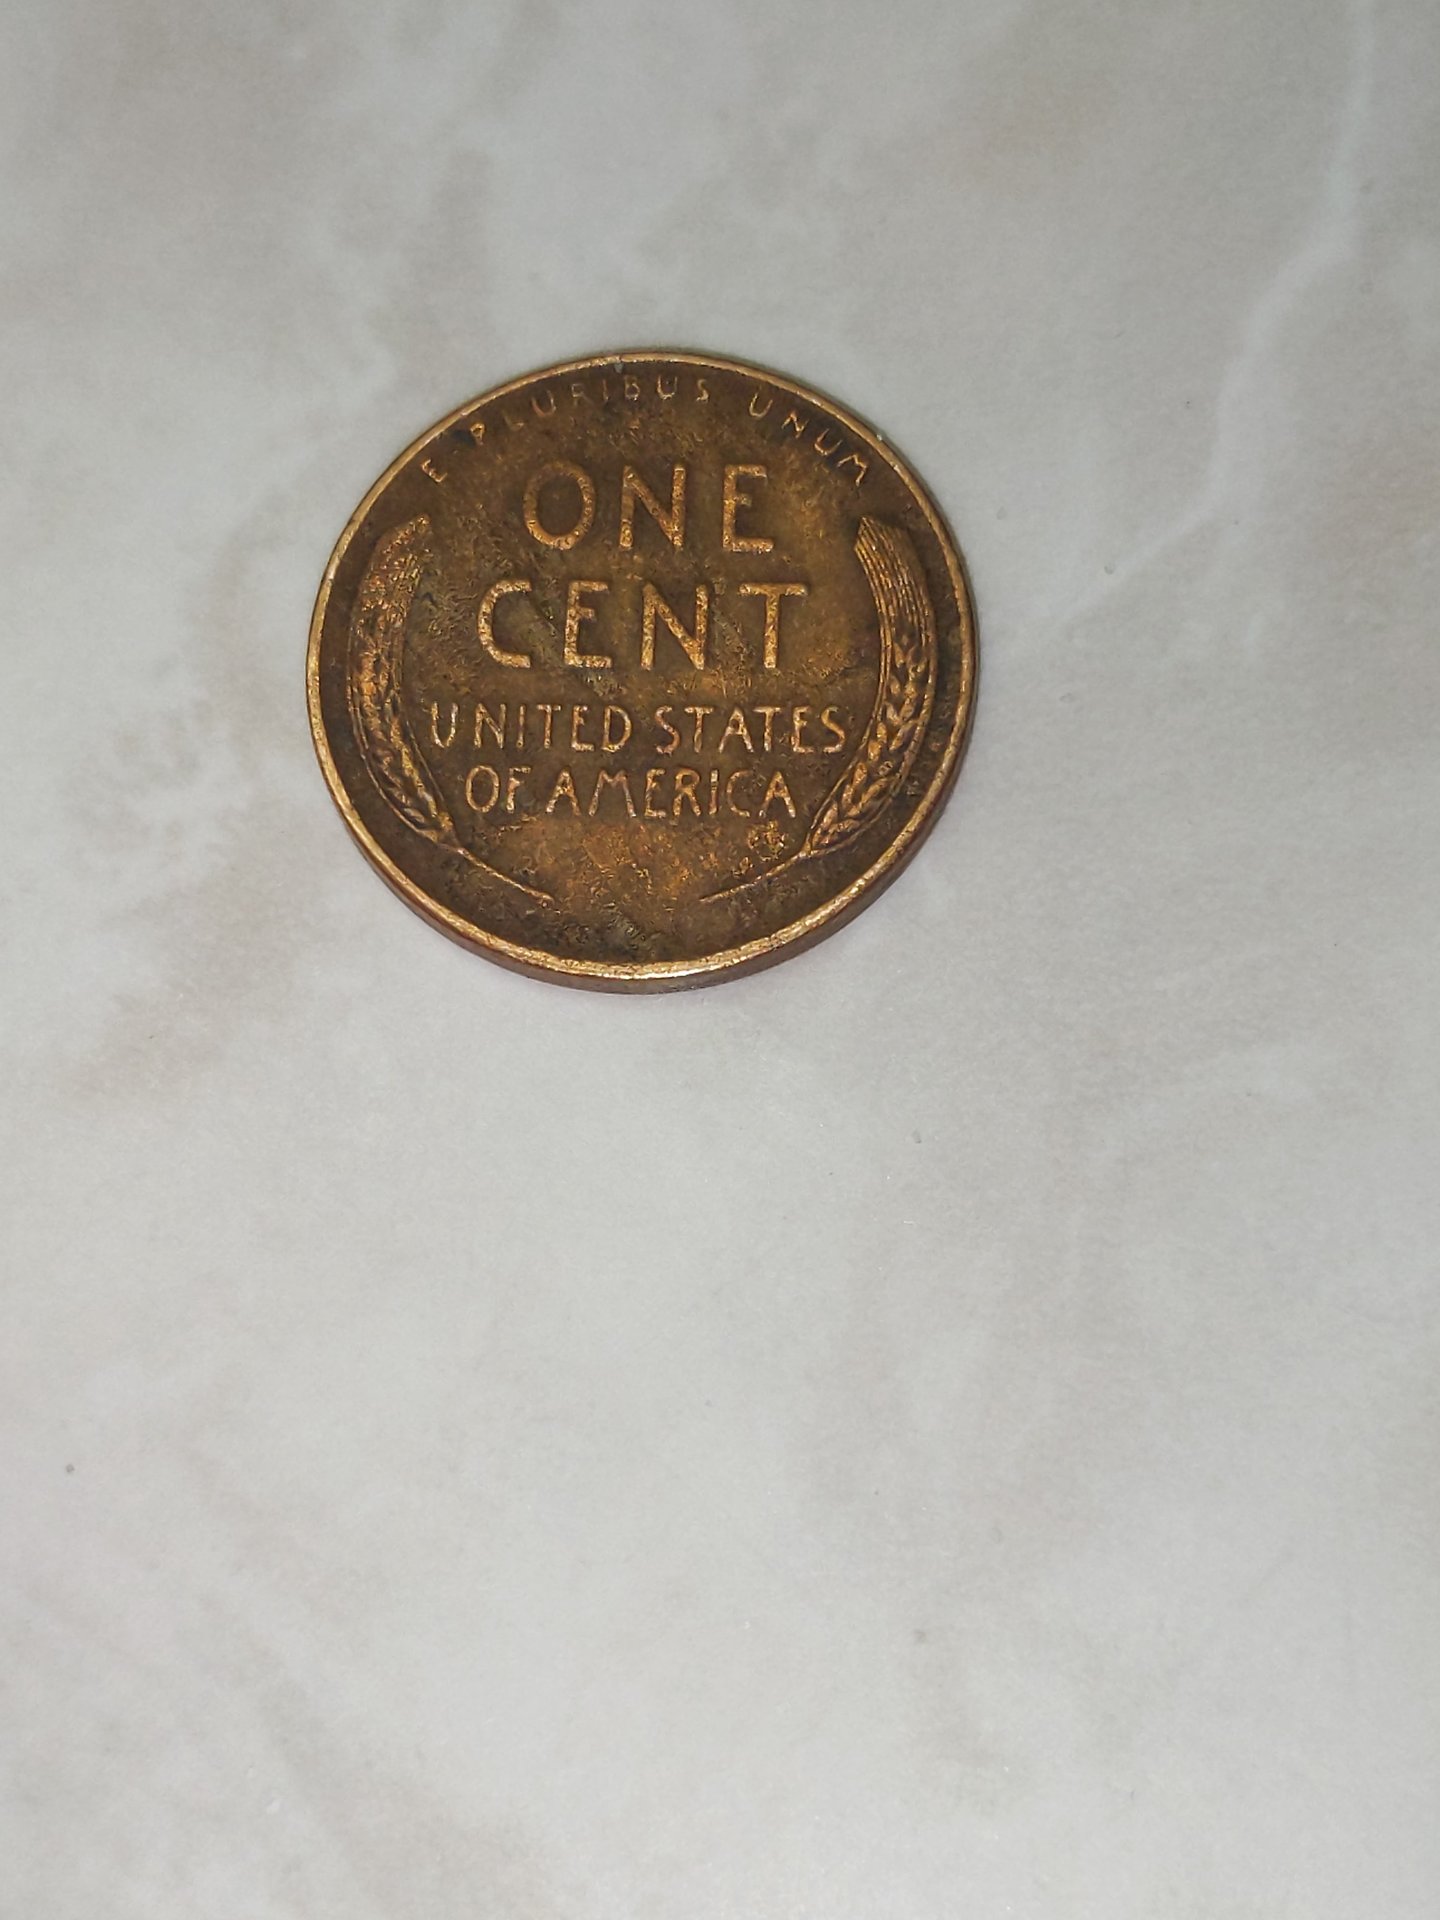 E PLURIBUS UNUM
ONE
CENT
UNITED STATES
OF AMERICA